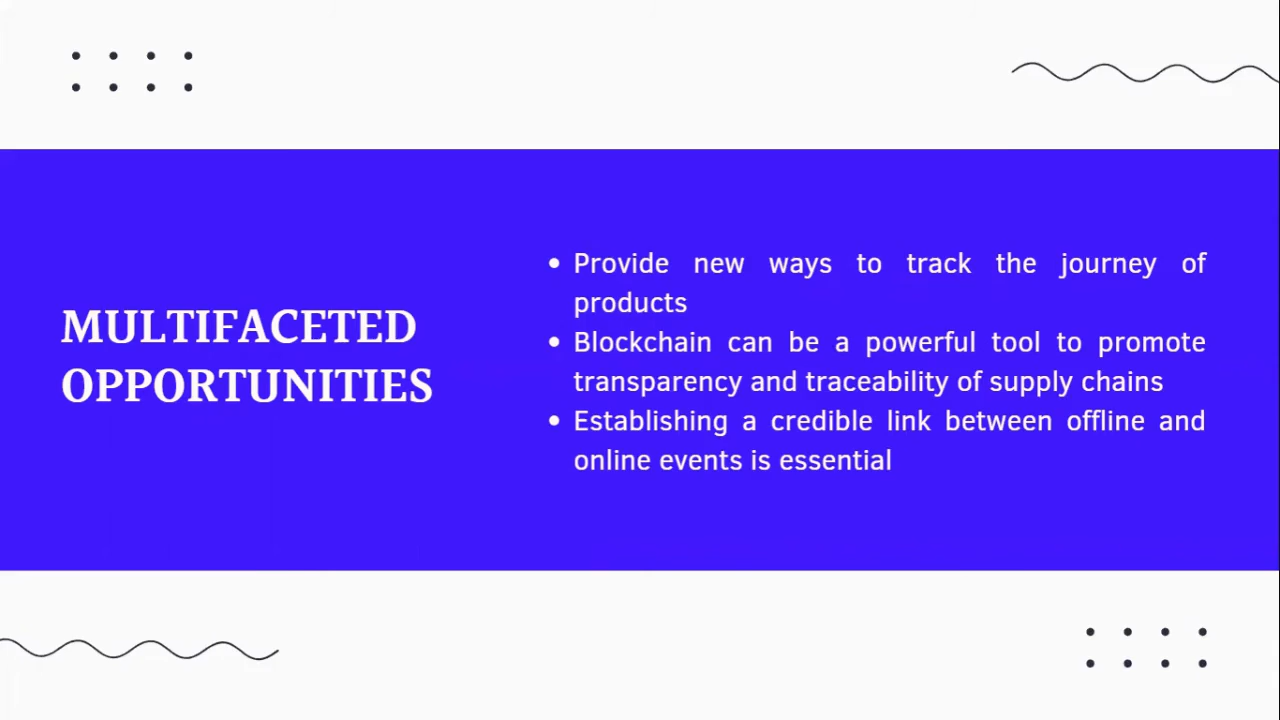 MULTIFACETED
OPPORTUNITIES
• Provide new ways to track the journey of
products
• Blockchain can be a powerful tool to promote
transparency and traceability of supply chains
• Establishing a credible link between offline and
online events is essential